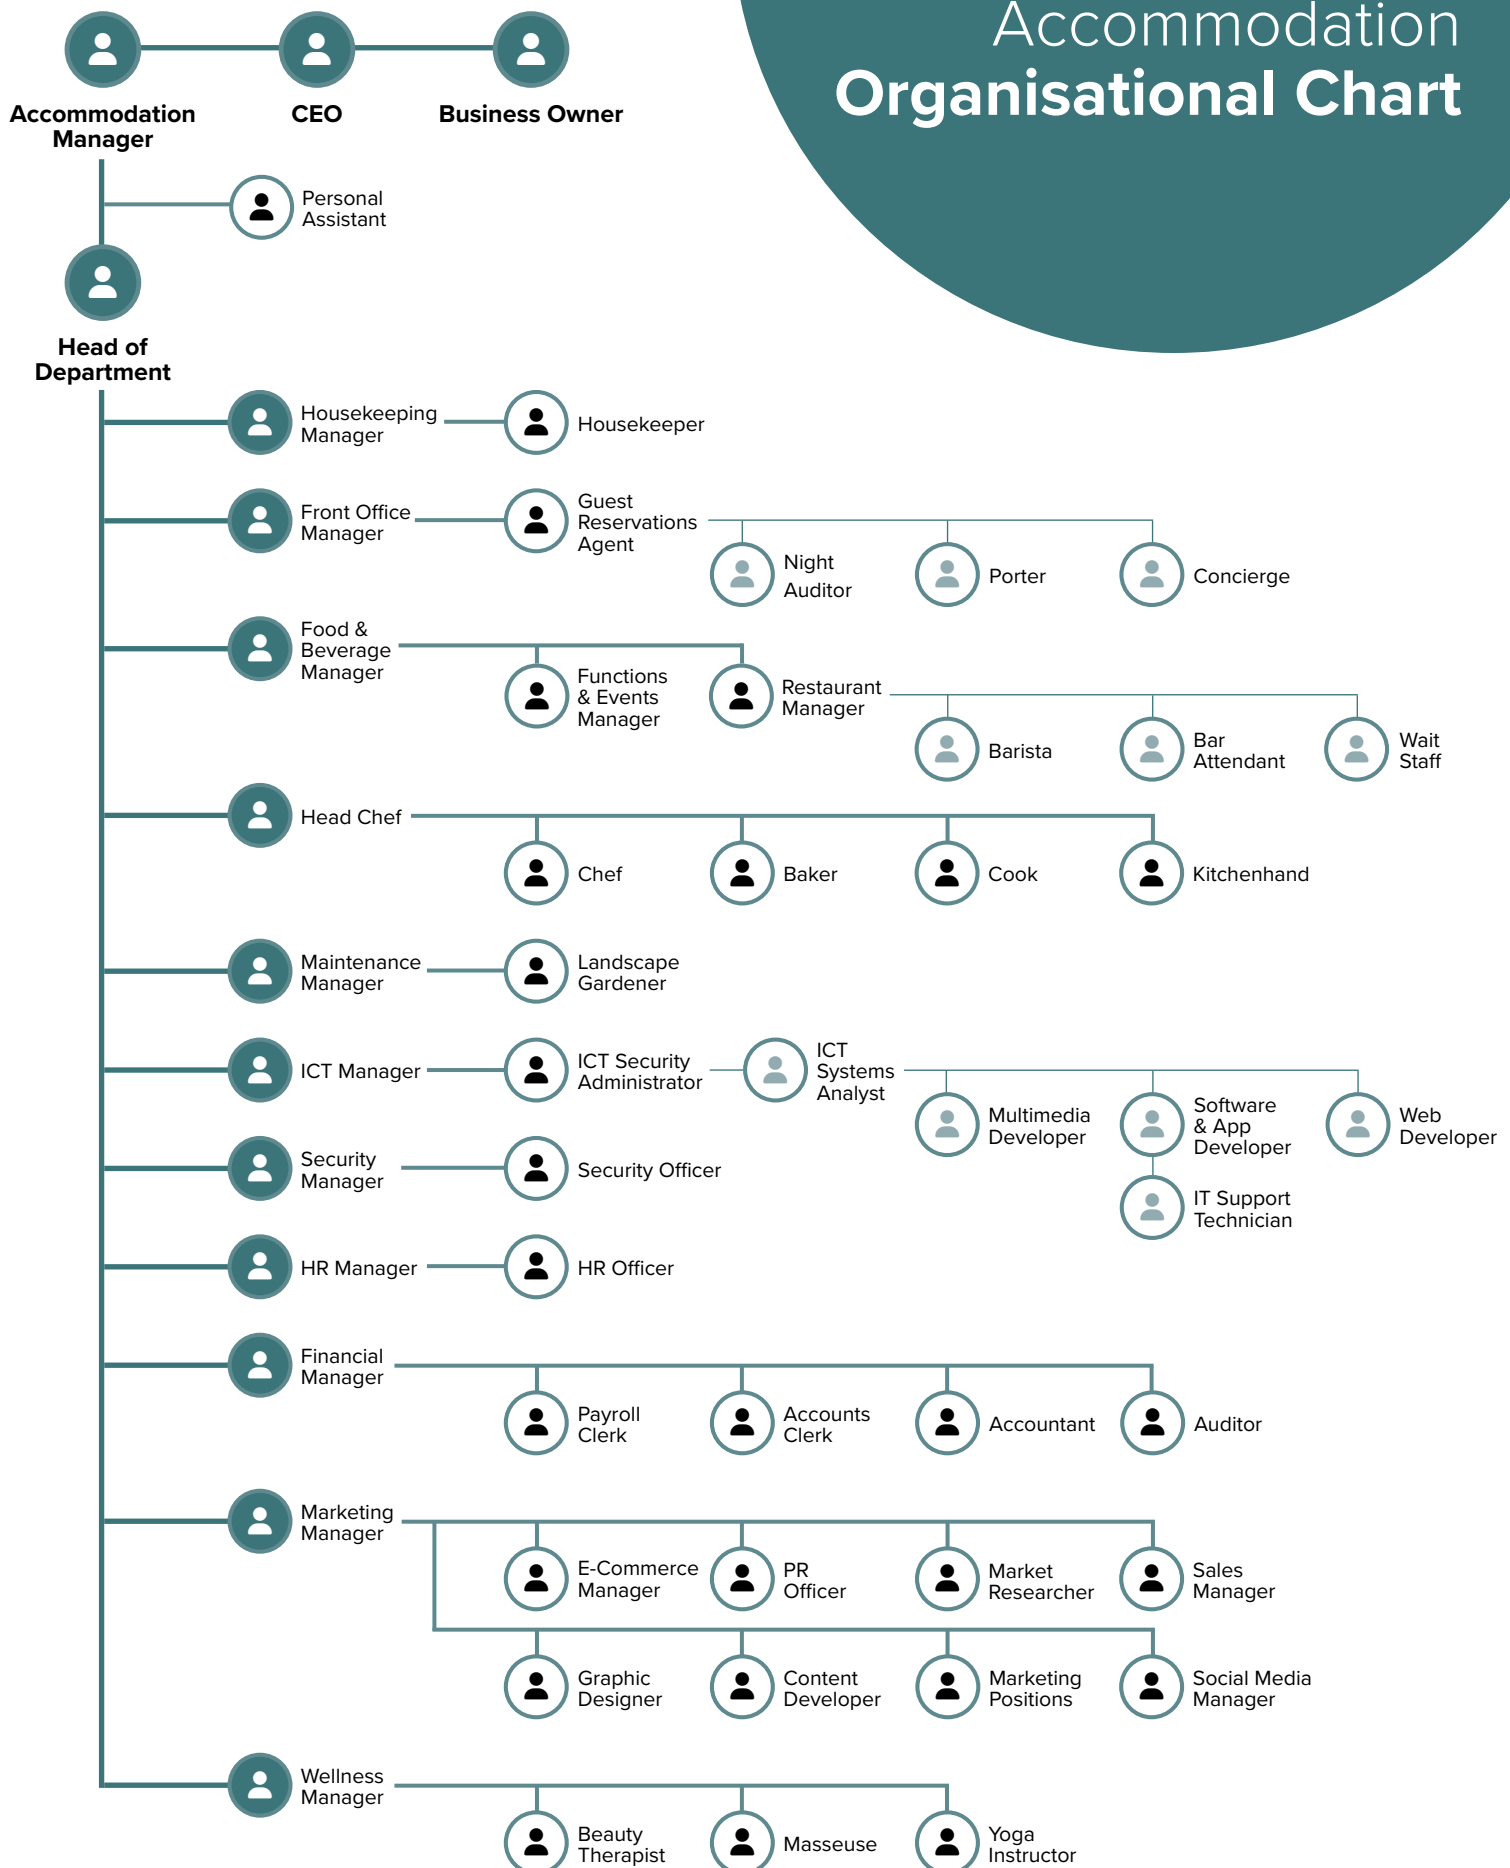 Accommodation
Organisational Chart
Accommodation
Manager
CEO
Business Owner
Personal
Assistant
Head of
Department
Housekeeping
Manager
Housekeeper
Front Office
Manager
Guest
Reservations
Agent
Night
Auditor
Porter
Concierge
Food &
Beverage
Manager
Functions
& Events
Manager
Restaurant
Manager
Barista
Bar
Attendant
Wait
Staff
Head Chef
Chef
Baker
Cook
Kitchenhand
Maintenance
Manager
Landscape
Gardener
ICT Manager
ICT Security
Administrator
ICT
Systems
Analyst
Multimedia
Developer
Software
& App
Developer
Web
Developer
IT Support
Technician
Security
Manager
Security Officer
HR Manager
HR Officer
Financial
Manager
Payroll
Clerk
Accounts
Clerk
Accountant
Auditor
Marketing
Manager
E-Commerce
Manager
PR
Officer
Market
Researcher
Sales
Manager
Graphic
Designer
Content
Developer
Marketing
Positions
Social Media
Manager
Wellness
Manager
Beauty
Therapist
Masseuse
Yoga
Instructor